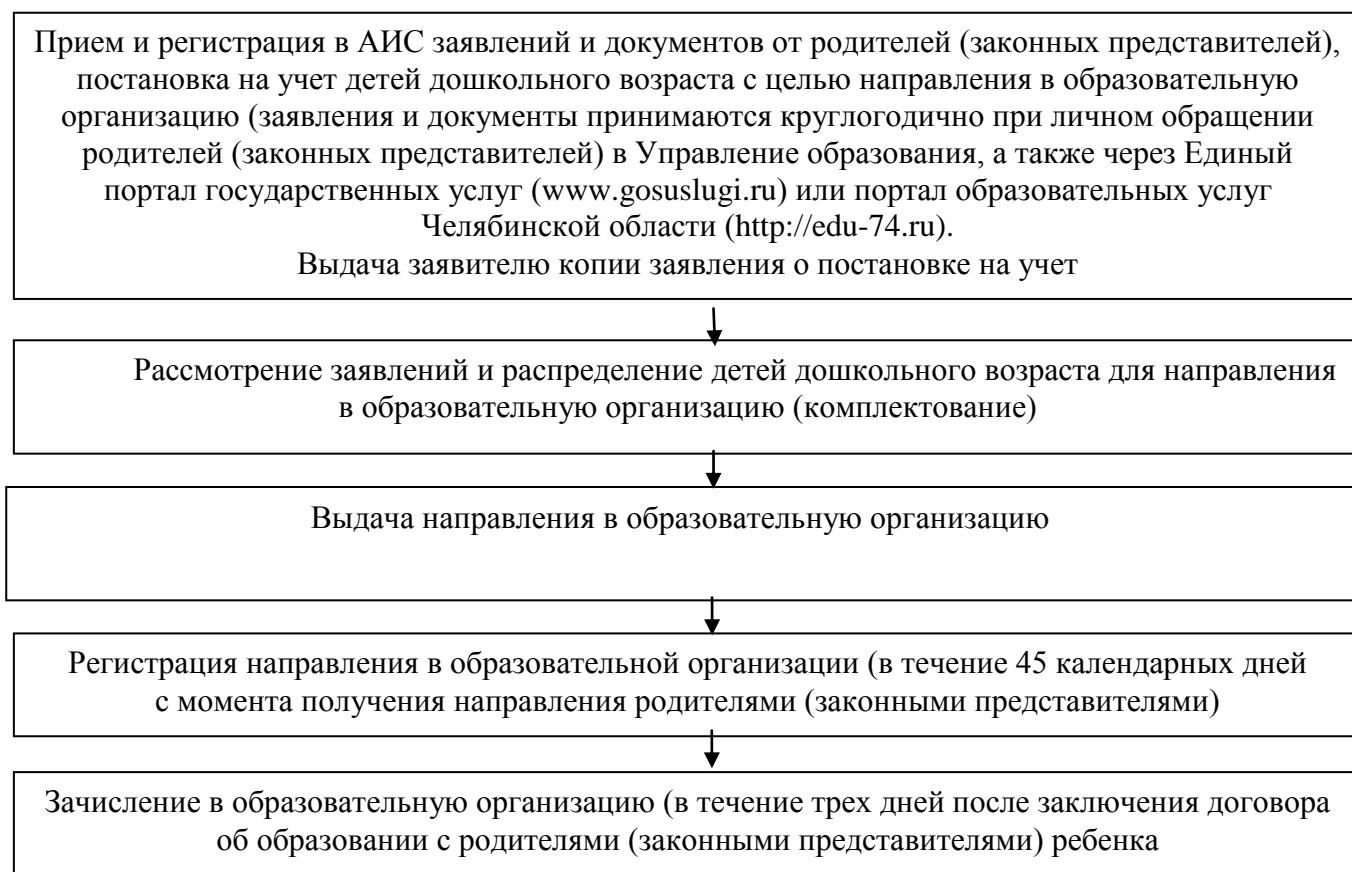 Прием и регистрация в АИС заявлений и документов от родителей (законных представителей),
постановка на учет детей дошкольного возраста с целью направления в образовательную
организацию (заявления и документы принимаются круглогодично при личном обращении
родителей (законных представителей) в Управление образования, а также через Единый
портал государственных услуг (www.gosuslugi.ru) или портал образовательных услуг
Челябинской области (http://edu-74.ru).
Выдача заявителю копии заявления о постановке на учет
Рассмотрение заявлений и распределение детей дошкольного возраста для направления
в образовательную организацию (комплектование)
Выдача направления в образовательную организацию
Регистрация направления в образовательной организации (в течение 45 календарных дней
с момента получения направления родителями (законными представителями)
Зачисление в образовательную организацию (в течение трех дней после заключения договора
об образовании с родителями (законными представителями) ребенка